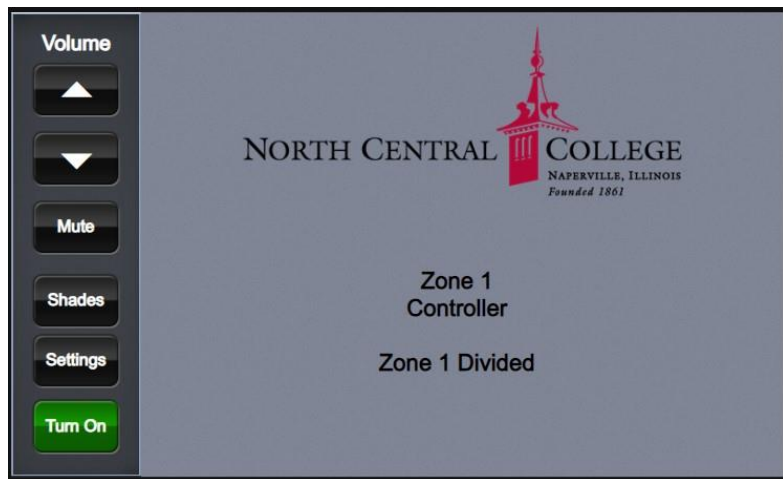 Volume
Mute
Shades
Settings
Turn On
NORTH CENTRAL COLLEGE
NAPERVILLE, ILLINOIS
Founded 1861
Zone 1
Controller
Zone 1 Divided